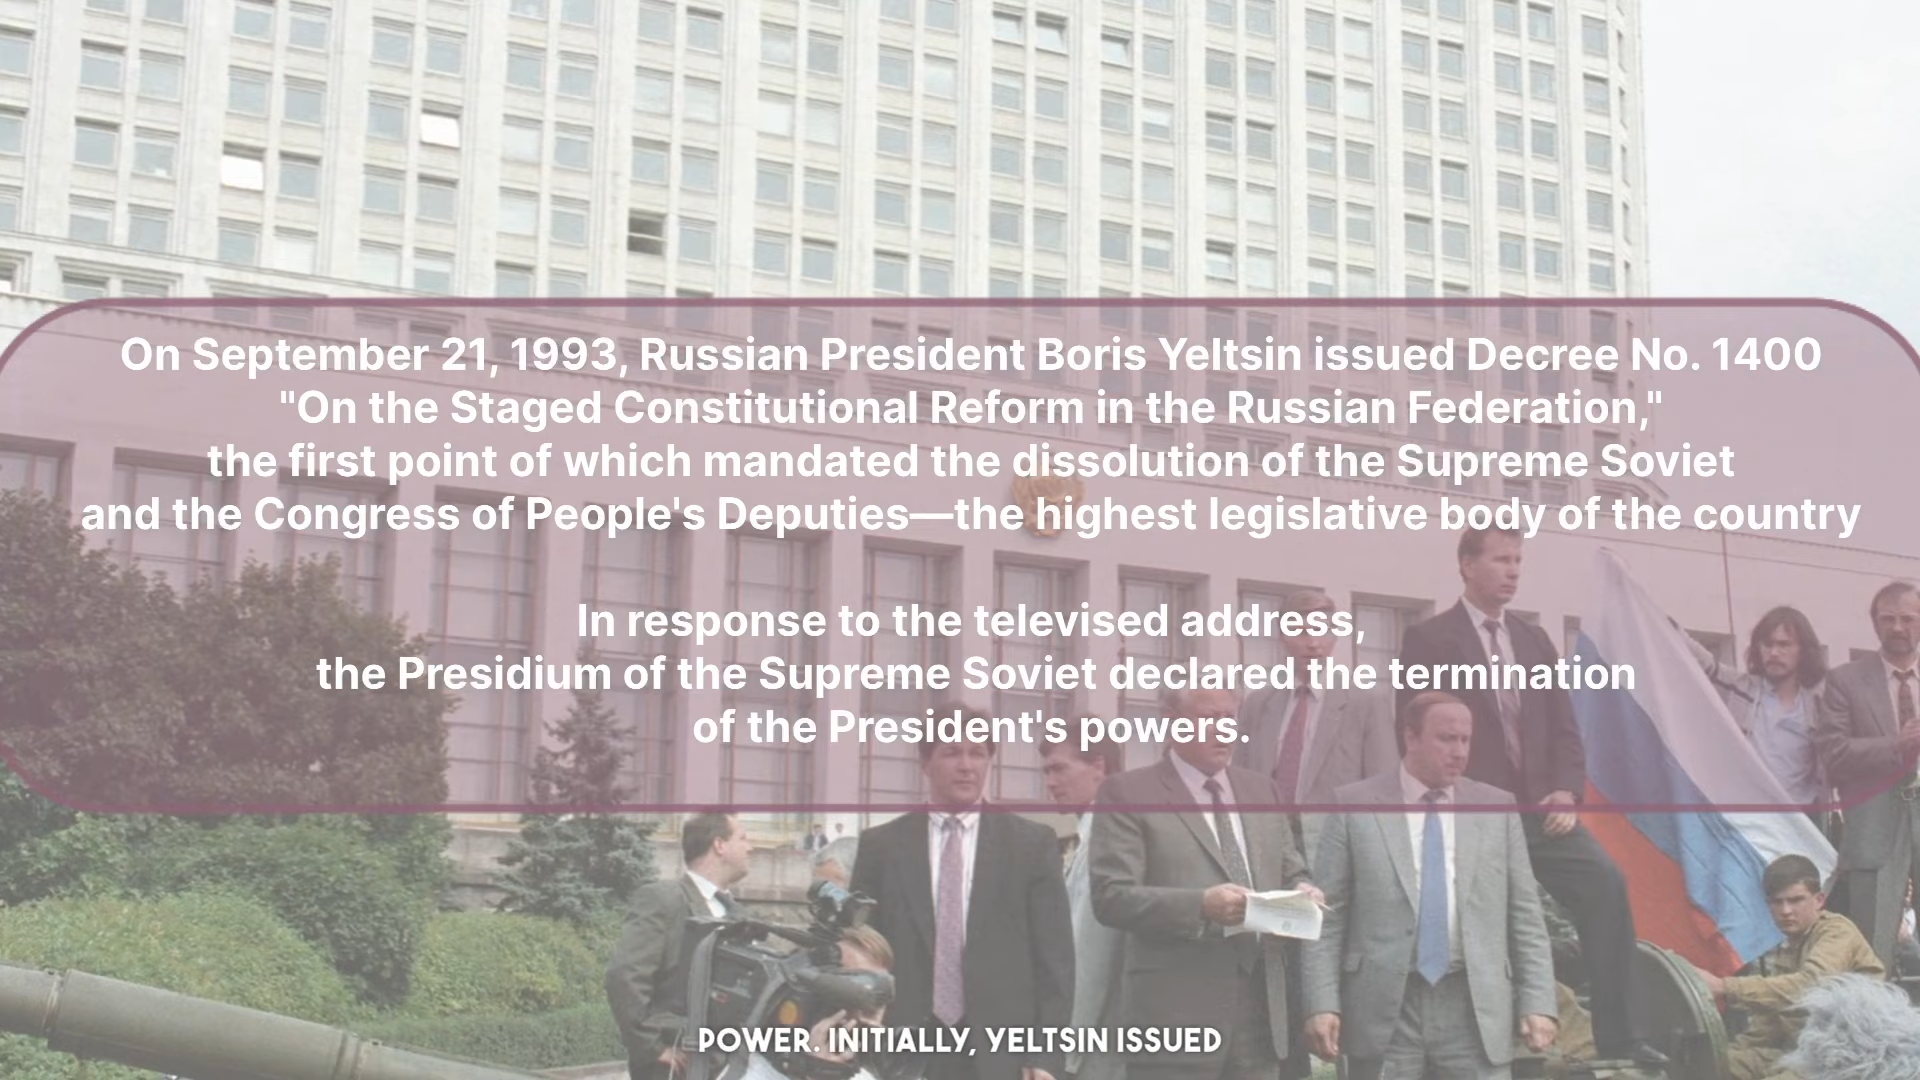 On September 21, 1993, Russian President Boris Yeltsin issued Decree No. 1400
"On the Staged Constitutional Reform in the Russian Federation,"
the first point of which mandated the dissolution of the Supreme Soviet
and the Congress of People's Deputies—the highest legislative body of the country
In response to the televised address,
the Presidium of the Supreme Soviet declared the termination
of the President's powers.
POWER. INITIALLY, YELTSIN ISSUED